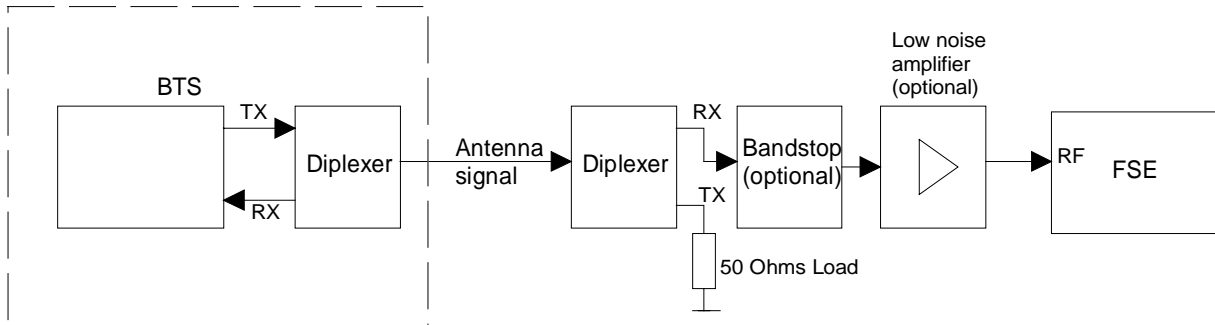 BTS
TX
RX
Diplexer
Antenna
signal
Diplexer
RX
TX
50 Ohms Load
Bandstop
(optional)
Low noise
amplifier
(optional)
RF
FSE